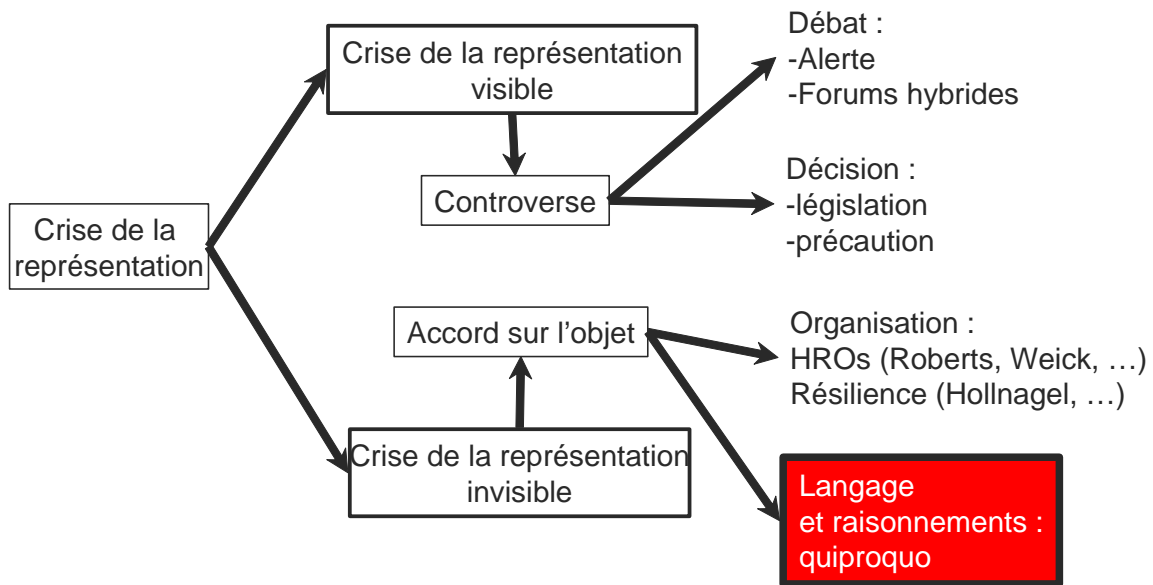 Crise de la
représentation
Crise de la représentation
visible
Controverse
Débat :
-Alerte
-Forums hybrides
Décision :
-législation
-précaution
Crise de la représentation
invisible
Accord sur l’objet
Organisation :
HROs (Roberts, Weick, …)
Résilience (Hollnagel, …)
Langage
et raisonnements :
quiproquo